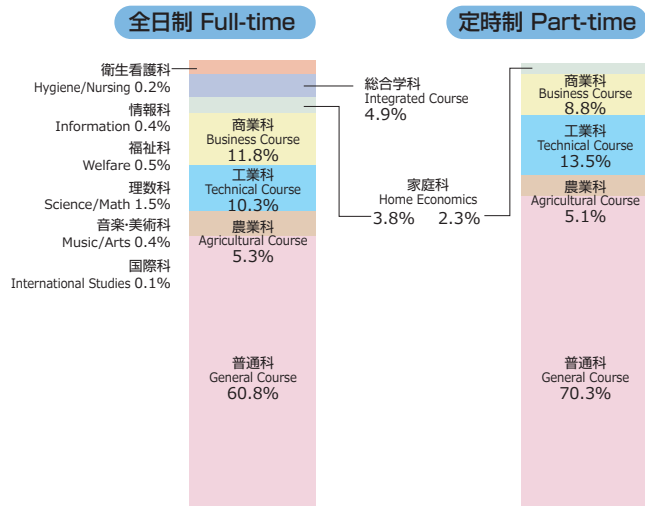 全日制 Full-time
衛生看護科
Hygiene/Nursing 0.2%
情報科
Information 0.4%
福祉科
Welfare 0.5%
理数科
Science/Math 1.5%
音楽・美術科
Music/Arts 0.4%
国際科
International Studies 0.1%
総合学科
Integrated Course
4.9%
商業科
Business Course
11.8%
工業科
Technical Course
10.3%
農業科
Agricultural Course
5.3%
普通科
General Course
60.8%
家庭科
Home Economics
3.8% 2.3%
定時制 Part-time
商業科
Business Course
8.8%
工業科
Technical Course
13.5%
農業科
Agricultural Course
5.1%
普通科
General Course
70.3%